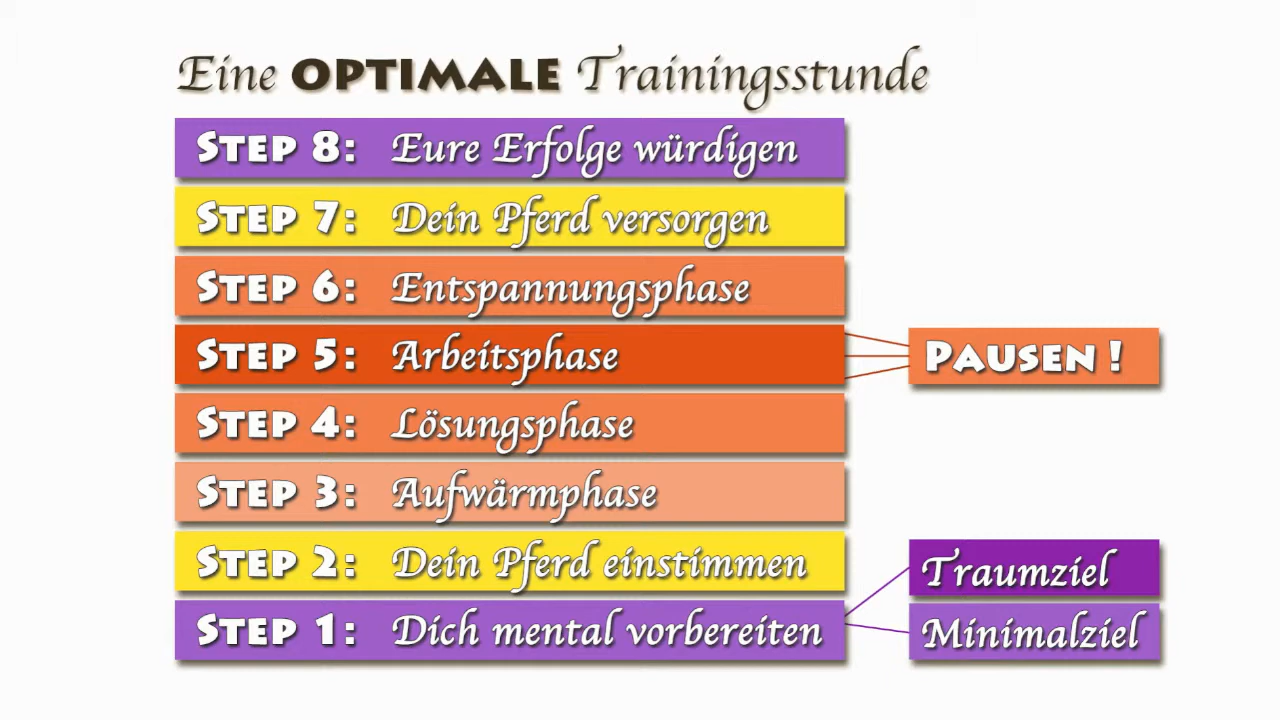 Eine OPTIMALE Trainingsstunde
STEP 8: Eure Erfolge würdigen
STEP 7: Dein Pferd versorgen
STEP 6: Entspannungsphase
STEP 5: Arbeitsphase
PAUSEN !
STEP 4: Lösungsphase
STEP 3: Aufwärmphase
STEP 2: Dein Pferd einstimmen
Traumziel
STEP 1: Dich mental vorbereiten
Minimalziel